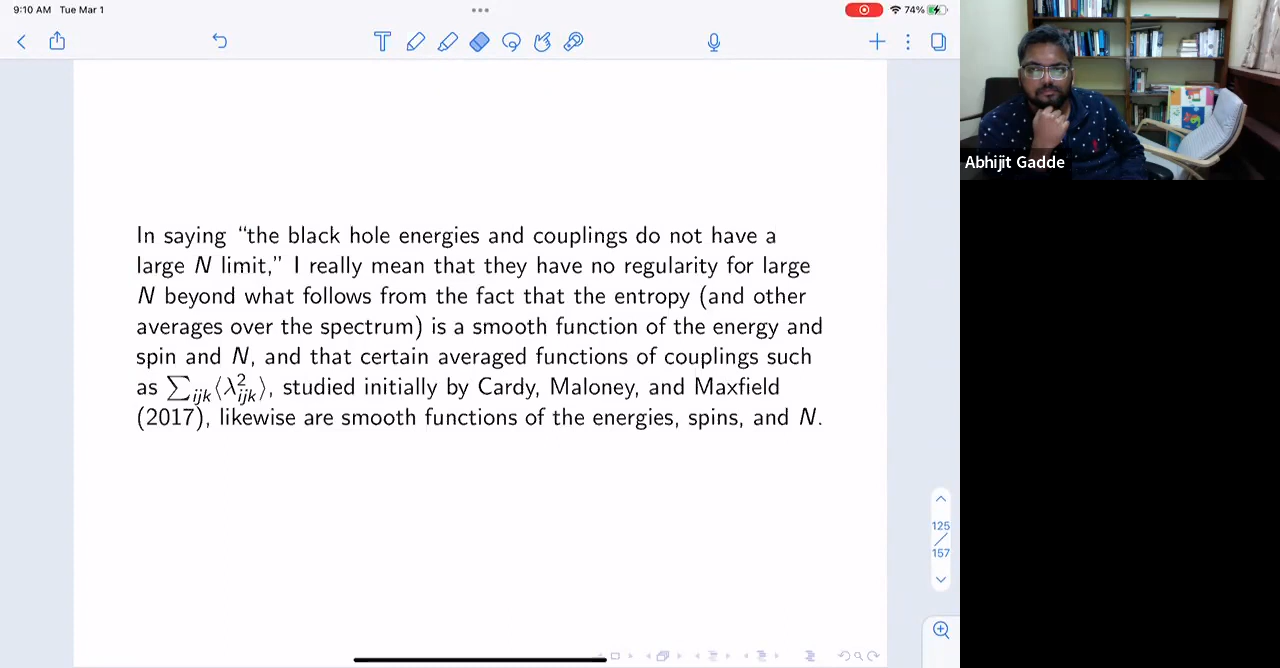 9:10 AM Tue Mar 1
74%
In saying “the black hole energies and couplings do not have a
large N limit,” I really mean that they have no regularity for large
N beyond what follows from the fact that the entropy (and other
averages over the spectrum) is a smooth function of the energy and
spin and N, and that certain averaged functions of couplings such
as ∑ᵢⱼₖ⟨λ²ᵢⱼₖ⟩, studied initially by Cardy, Maloney, and Maxfield
(2017), likewise are smooth functions of the energies, spins, and N.
125
157
Abhijit Gadde